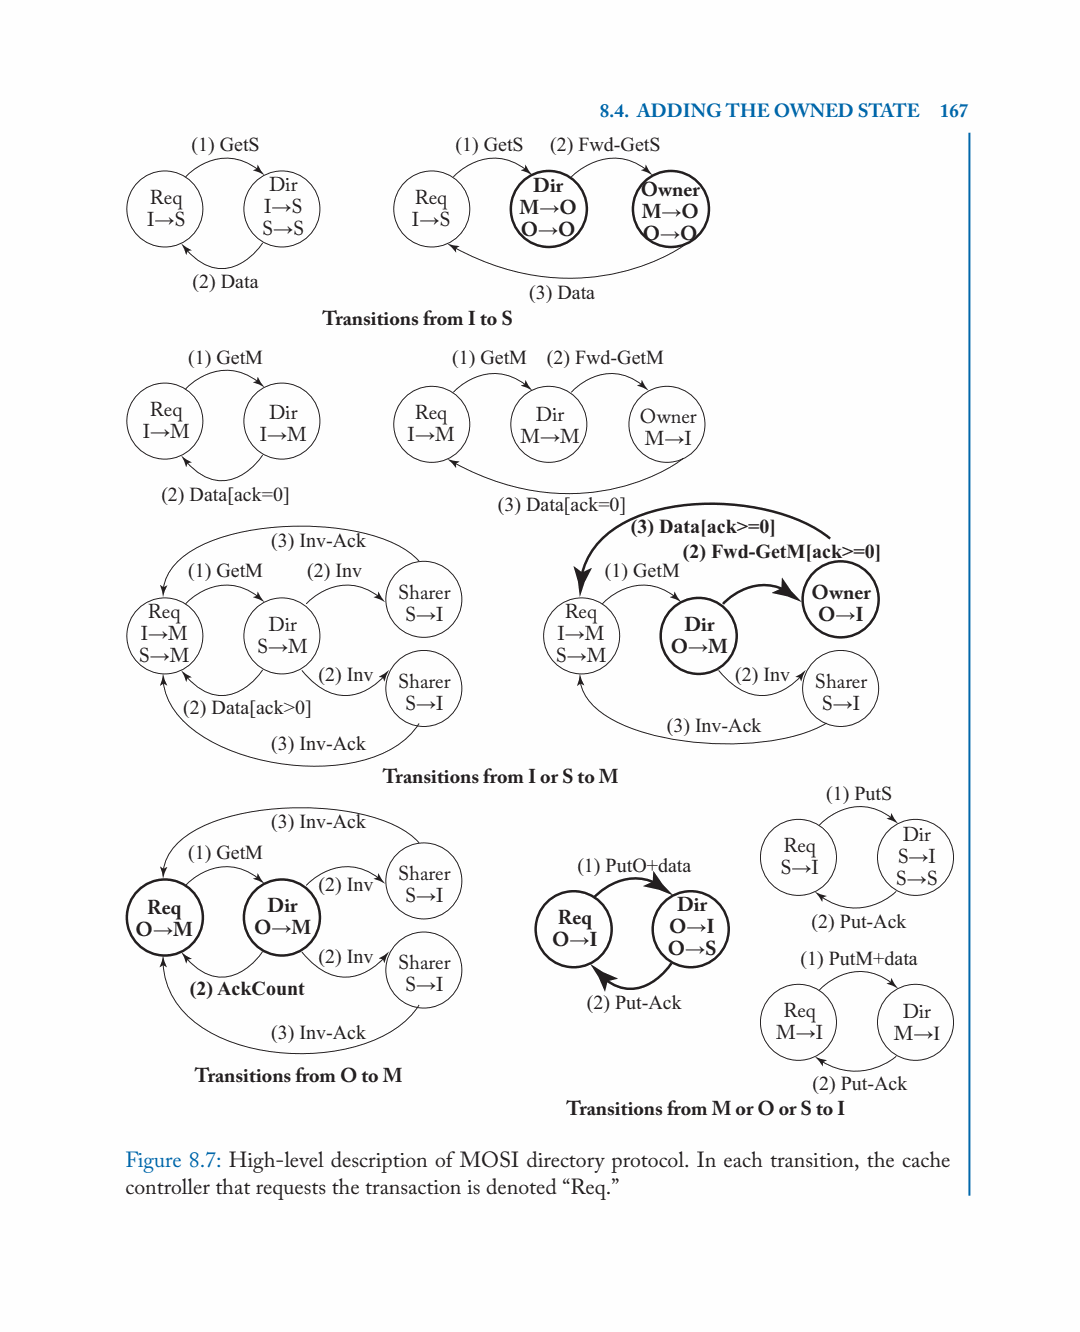 8.4. ADDING THE OWNED STATE 167
(1) GetS
Req
I→S
Dir
I→S
S→S
(2) Data
(1) GetS (2) Fwd-GetS
Req
I→S
Dir
M→O
O→O
Owner
M→O
O→O
(3) Data
Transitions from I to S
(1) GetM
Req
I→M
Dir
I→M
(2) Data[ack=0]
(1) GetM (2) Fwd-GetM
Req
I→M
Dir
M→M
Owner
M→I
(3) Data[ack=0]
(3) Inv-Ack
(1) GetM (2) Inv
Req
I→M
S→M
Dir
S→M
Sharer
S→I
(2) Inv
Sharer
S→I
(2) Data[ack>0]
(3) Inv-Ack
(3) Data[ack>=0]
(2) Fwd-GetM[ack>=0]
(1) GetM
Req
I→M
S→M
Dir
O→M
Owner
O→I
(2) Inv
Sharer
S→I
(3) Inv-Ack
Transitions from I or S to M
(3) Inv-Ack
(1) GetM
Req
O→M
Dir
O→M
(2) Inv
Sharer
S→I
(2) Inv
Sharer
S→I
(2) AckCount
(3) Inv-Ack
Transitions from O to M
(1) PutO+data
Req
O→I
Dir
O→I
O→S
(2) Put-Ack
(1) PutS
Req
S→I
Dir
S→I
S→S
(2) Put-Ack
(1) PutM+data
Req
M→I
Dir
M→I
(2) Put-Ack
Transitions from M or O or S to I
Figure 8.7: High-level description of MOSI directory protocol. In each transition, the cache
controller that requests the transaction is denoted “Req.”